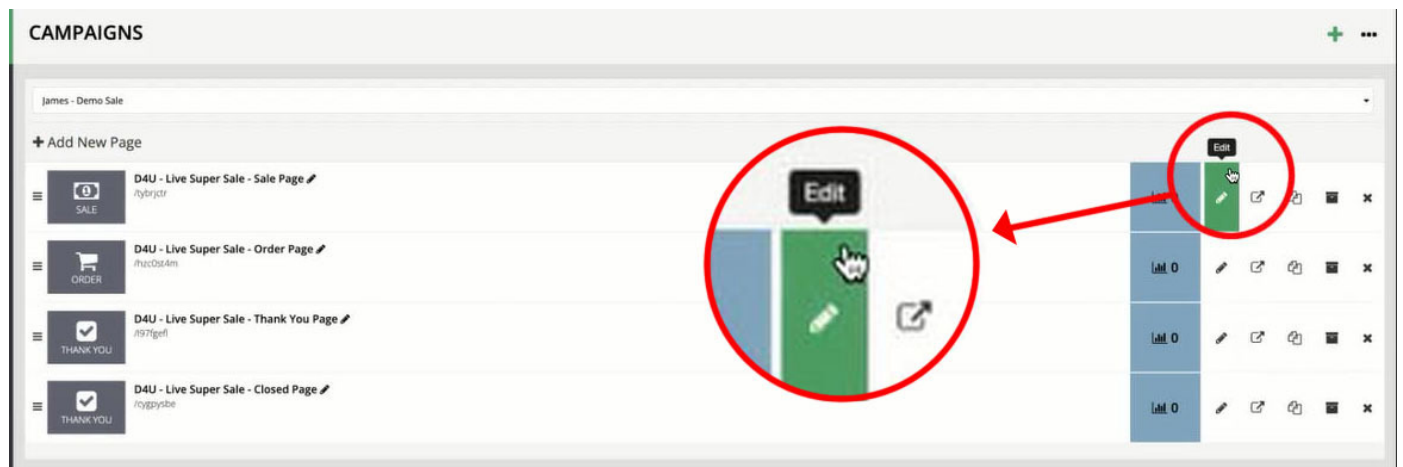 CAMPAIGNS
James - Demo Sale
Add New Page
Edit
Edit
D4U - Live Super Sale - Sale Page
/tybrjctr
SALE
0
D4U - Live Super Sale - Order Page
/hzc0st4m
ORDER
0
D4U - Live Super Sale - Thank You Page
THANK YOU
0
D4U - Live Super Sale - Closed Page
/cygpysbe
THANK YOU
0